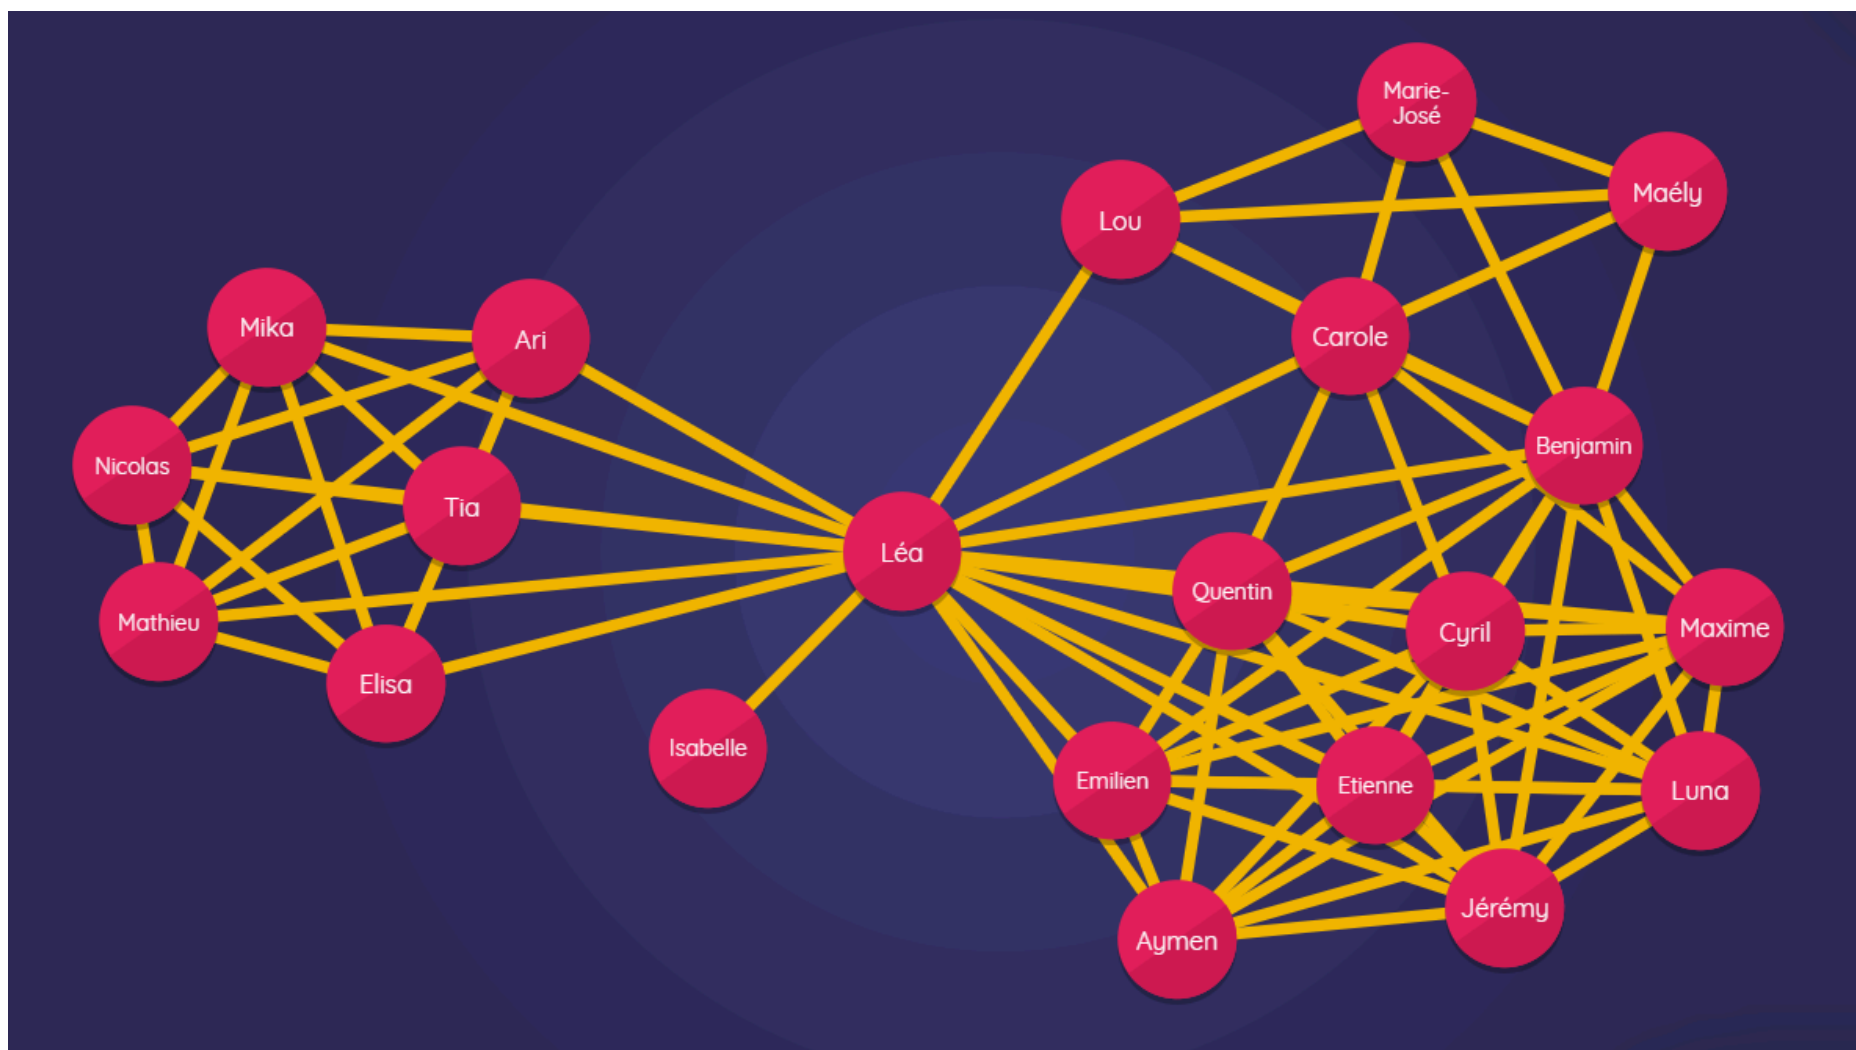 Marie-
José
Maély
Lou
Mika
Ari
Carole
Benjamin
Nicolas
Tia
Léa
Quentin
Mathieu
Cyril
Maxime
Elisa
Isabelle
Emilien
Etienne
Luna
Jérémy
Aymen